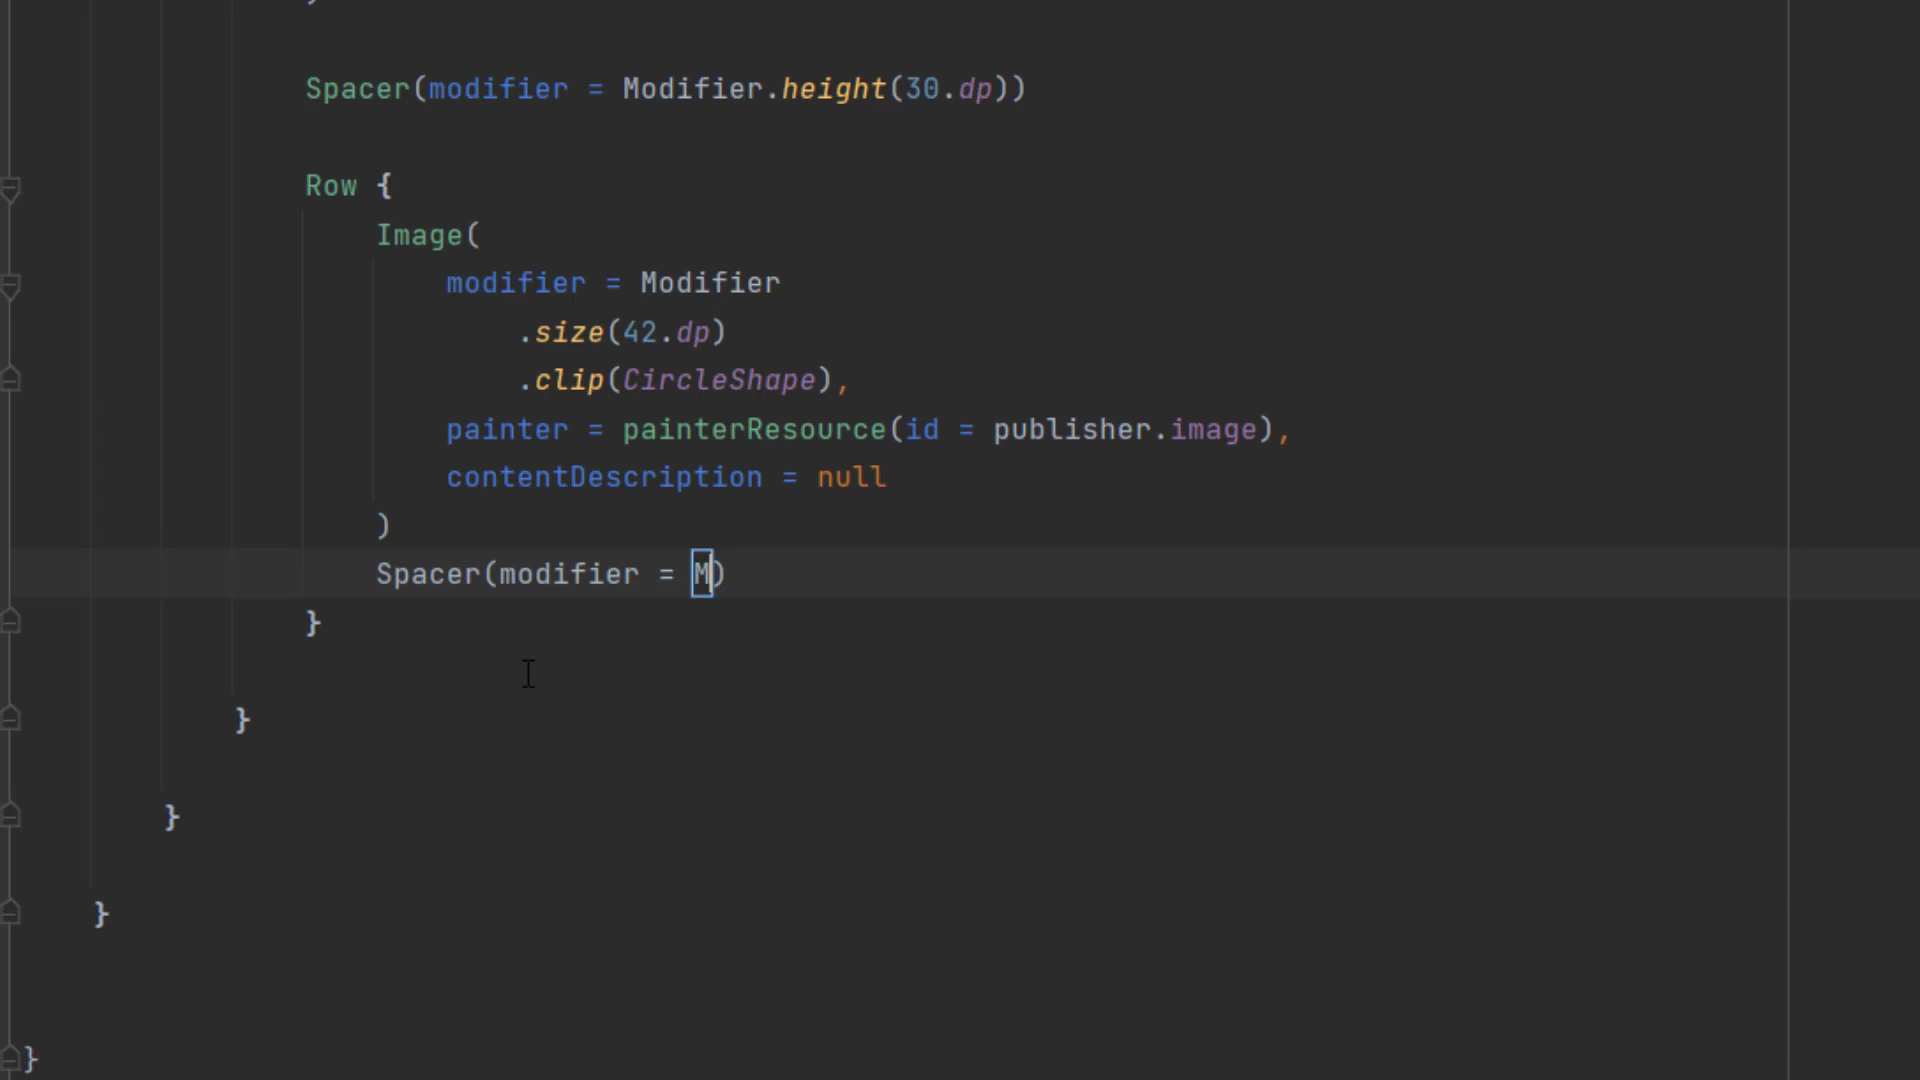 Spacer(modifier = Modifier.height(30.dp))
Row {
Image(
modifier = Modifier
.size(42.dp)
.clip(CircleShape),
painter = painterResource(id = publisher.image),
contentDescription = null
)
Spacer(modifier = M)
}
}
}
}
}